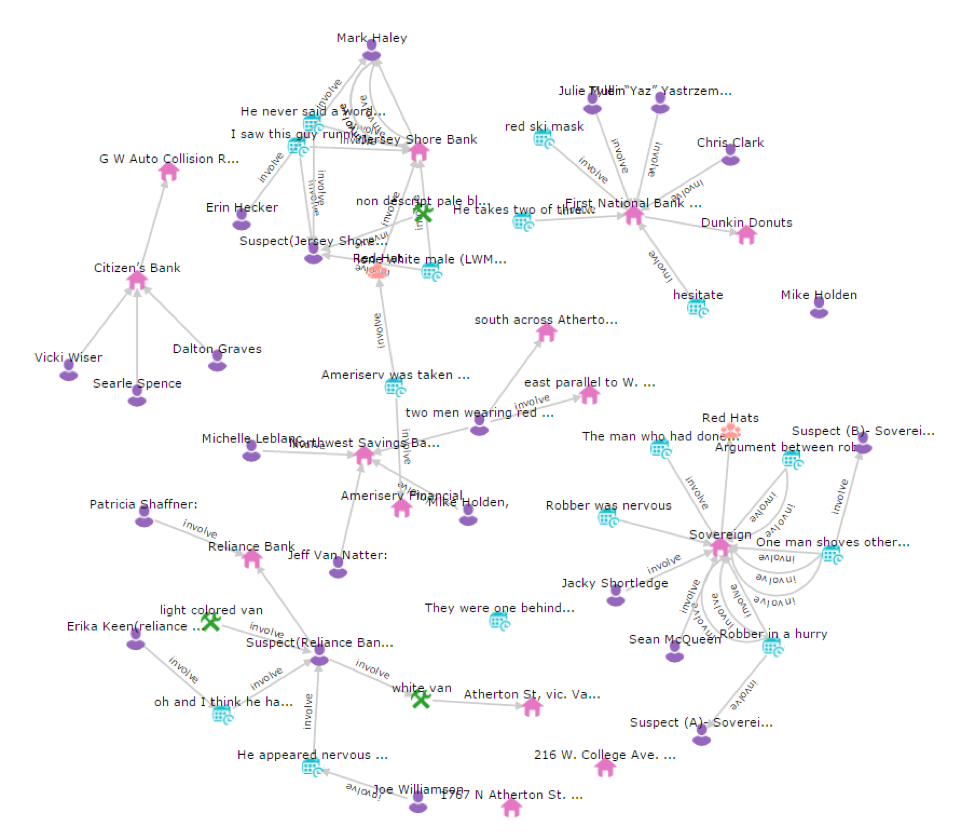 Mark Haley
involve
Julie Mullin
"Yaz" Yastrzem...
He never said a word...
red ski mask
I saw this guy runni
involve
involve
Jersey Shore Bank
Chris Clark
G W Auto Collision R...
involve
involve
involve
involve
involve
involve
non descript pale bl...
First National Bank ...
Erin Hecker
involve
involve
He takes two of the
Dunkin Donuts
Suspect(Jersey Shore...
involve
Red Hat
lone white male (LWM...
involve
Citizen's Bank
involve
hesitate
Mike Holden
south across Atherto...
involve
Vicki Wiser
Dalton Graves
Searle Spence
Ameriserv was taken ...
east parallel to W. ...
involve
two men wearing red ...
Red Hats
Michelle Leblanc
Northwest Savings Ba...
involve
The man who had done...
Suspect (B)- Soverei...
involve
Argument between rob
involve
involve
Patricia Shaffner:
Ameriserv Financial
Mike Holden,
Robber was nervous
involve
involve
involve
involve
Reliance Bank
Jeff Van Natter:
Sovereign
One man shoves other...
involve
involve
involve
Jacky Shortledge
involve
involve
involve
involve
involve
light colored van
They were one behind...
Erika Keen(reliance ...
involve
Suspect(Reliance Ban...
Sean McQueen
Robber in a hurry
involve
involve
involve
white van
oh and I think he ha...
Atherton St, vic. Va...
involve
involve
Suspect (A)- Soverei...
He appeared nervous ...
216 W. College Ave. ...
involve
Joe Williamson
1767 N Atherton St. ...